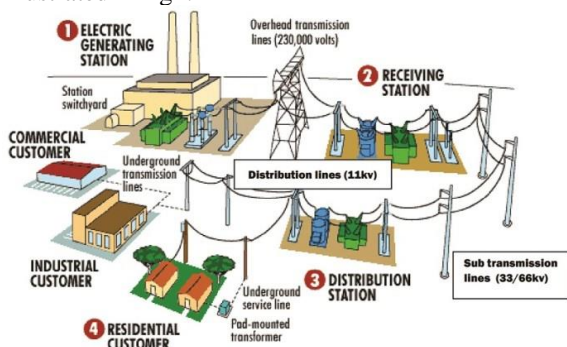 1 ELECTRIC
GENERATING
STATION
Overhead transmission
lines (230,000 volts)
2 RECEIVING
STATION
Station
switchyard
COMMERCIAL
CUSTOMER
Underground
transmission
lines
Distribution lines (11kv)
INDUSTRIAL
CUSTOMER
Sub transmission
lines (33/66kv)
3 DISTRIBUTION
STATION
Underground
service line
Pad-mounted
transformer
4 RESIDENTIAL
CUSTOMER